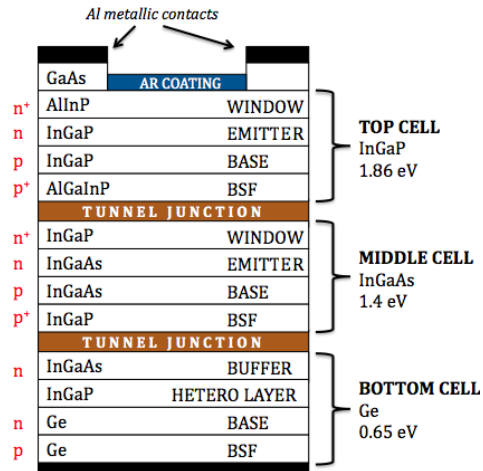 Al metallic contacts
GaAs
AR COATING
n+ AlInP WINDOW
n InGaP EMITTER
p InGaP BASE
p+ AlGaInP BSF
TOP CELL
InGaP
1.86 eV
TUNNEL JUNCTION
n+ InGaP WINDOW
n InGaAs EMITTER
p InGaAs BASE
p+ InGaP BSF
MIDDLE CELL
InGaAs
1.4 eV
TUNNEL JUNCTION
n InGaAs BUFFER
InGaP HETERO LAYER
n Ge BASE
p Ge BSF
BOTTOM CELL
Ge
0.65 eV